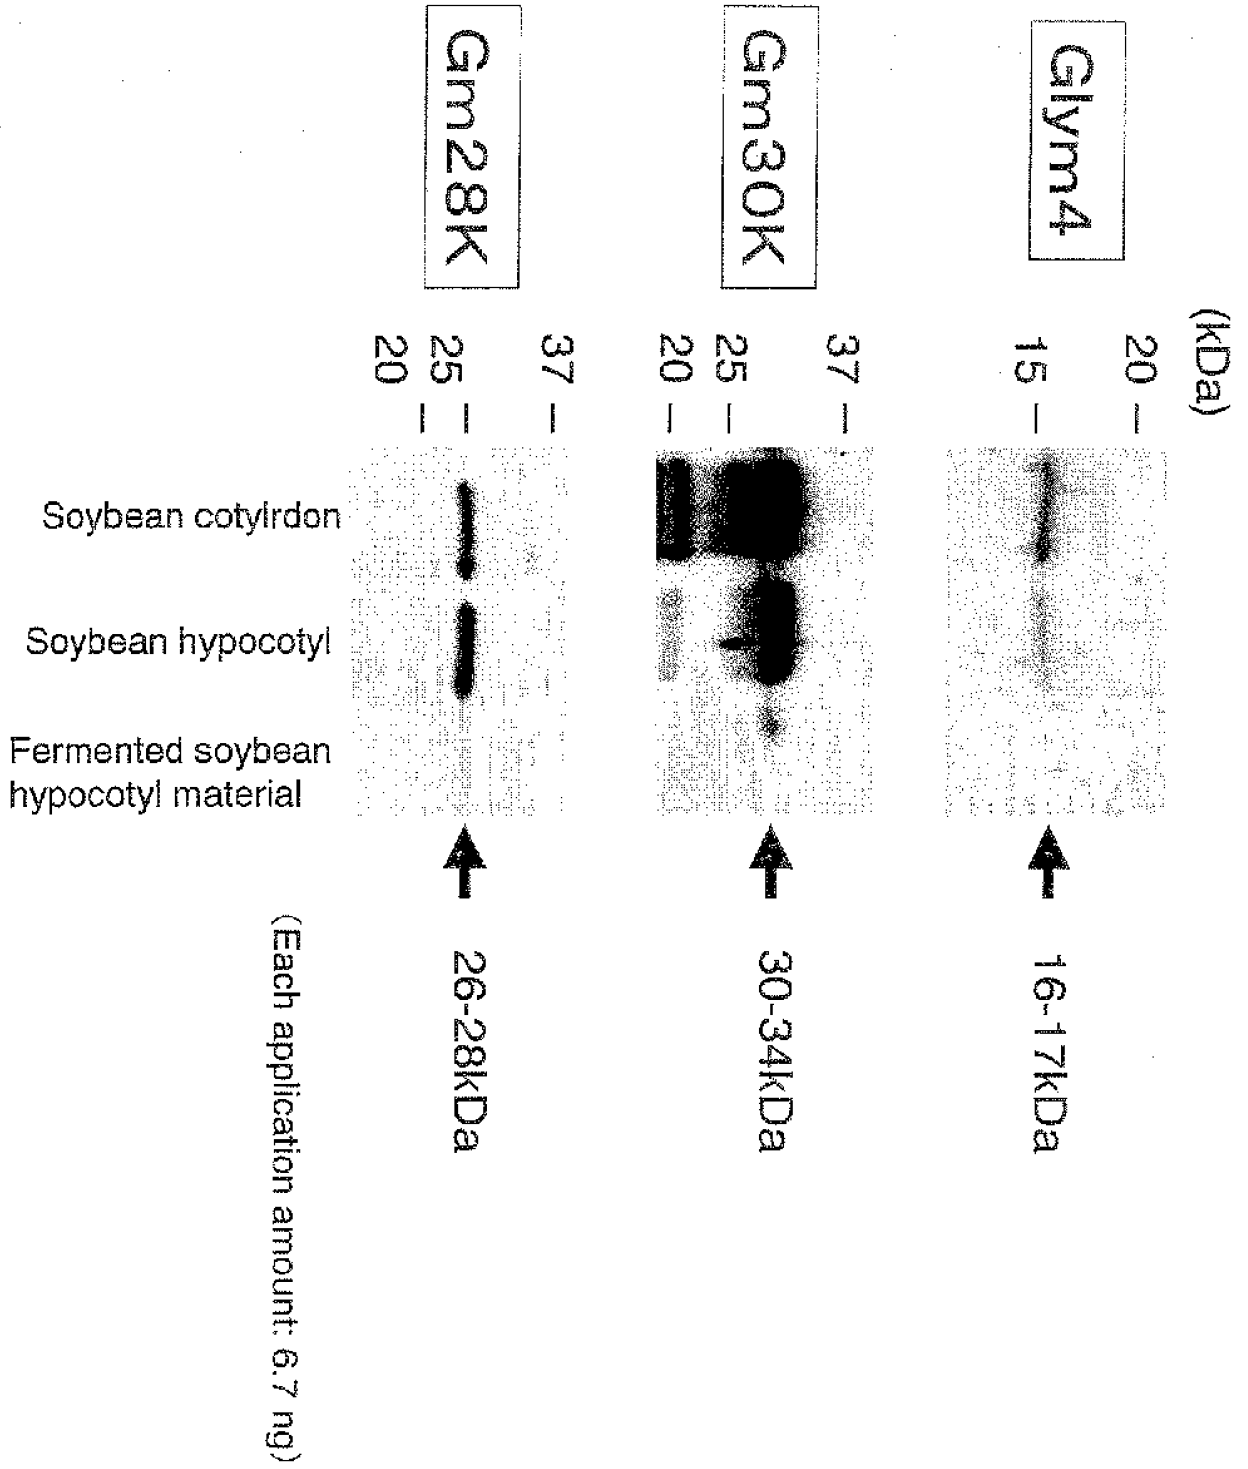 (kDa)
Glym4
20
15
16-17kDa
Gm30K
37
25
20
30-34kDa
Gm28K
37
25
20
26-28kDa
Soybean cotylrdon
Soybean hypocotyl
Fermented soybean
hypocotyl material
(Each application amount: 6.7 ng)